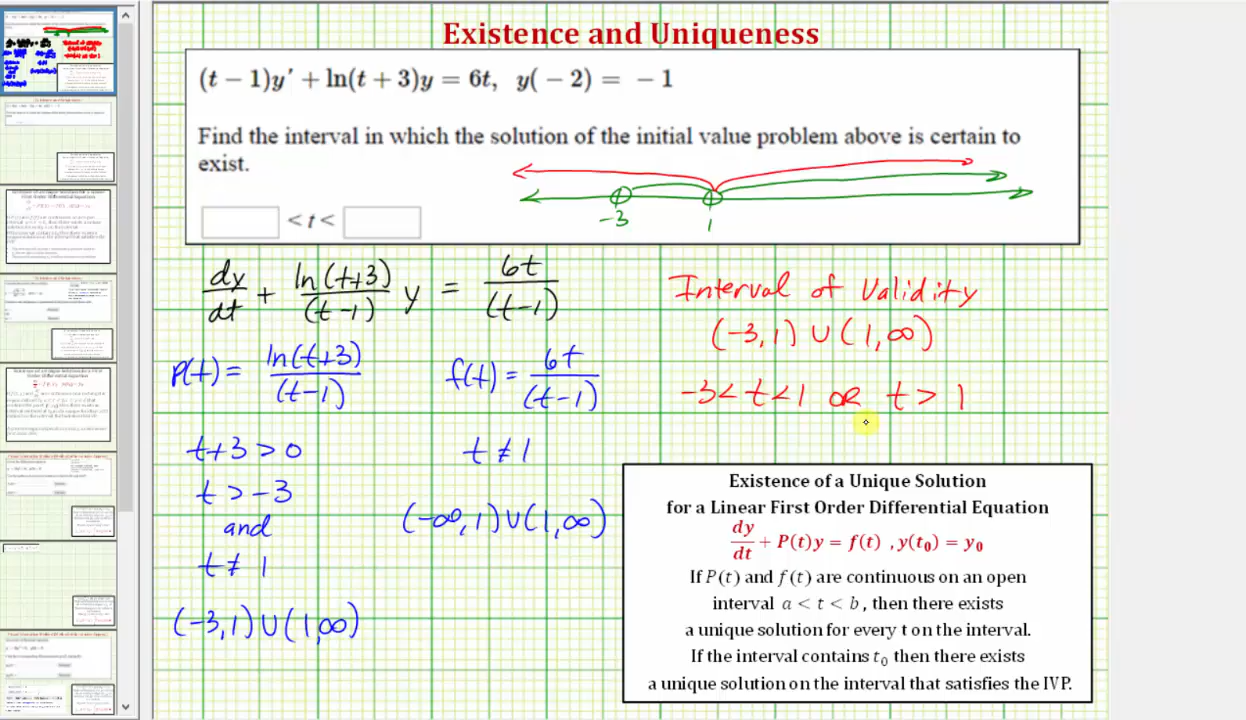 Existence and Uniqueness
(t − 1)y′ + ln(t + 3)y = 6t, y( − 2) = − 1
Find the interval in which the solution of the initial value problem above is certain to
exist.
-3 1
< t <
dy/dt + ln(t+3)/(t-1) y = 6t/(t-1)
P(t) = ln(t+3)/(t-1)
f(t) = 6t/(t-1)
t+3 > 0
t > -3
and
t ≠ 1
(-3,1) ∪ (1,∞)
t ≠ 1
(-∞,1) ∪ (1,∞)
Interval of Validity
(-3,1) ∪ (1,∞)
-3 < t < 1 OR t > 1
Existence of a Unique Solution
for a Linear First Order Differential Equation
dy/dt + P(t)y = f(t) , y(t₀) = y₀
If P(t) and f(t) are continuous on an open
interval a < t < b, then there exists
a unique solution for every t on the interval.
If the interval contains t₀ then there exists
a unique solution on the interval that satisfies the IVP.